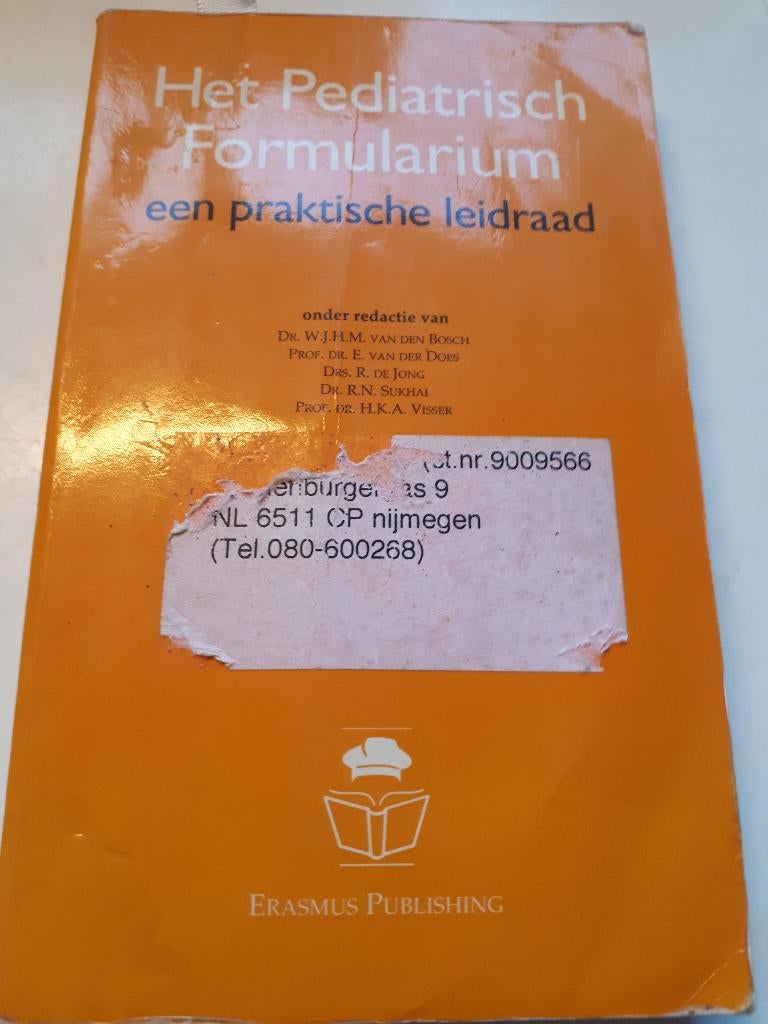 Het Pediatrisch
Formularium
een praktische leidraad
onder redactie van
DR. W.J.H.M. VAN DEN BOSCH
PROF. DR. E. VAN DER DOES
DRS. R. DE JONG
DR. R.N. SUKHAI
PROF. DR. H.K.A. VISSER
(st.nr.9009566
9
NL 6511 CP nijmegen
(Tel.080-600268)
ERASMUS PUBLISHING